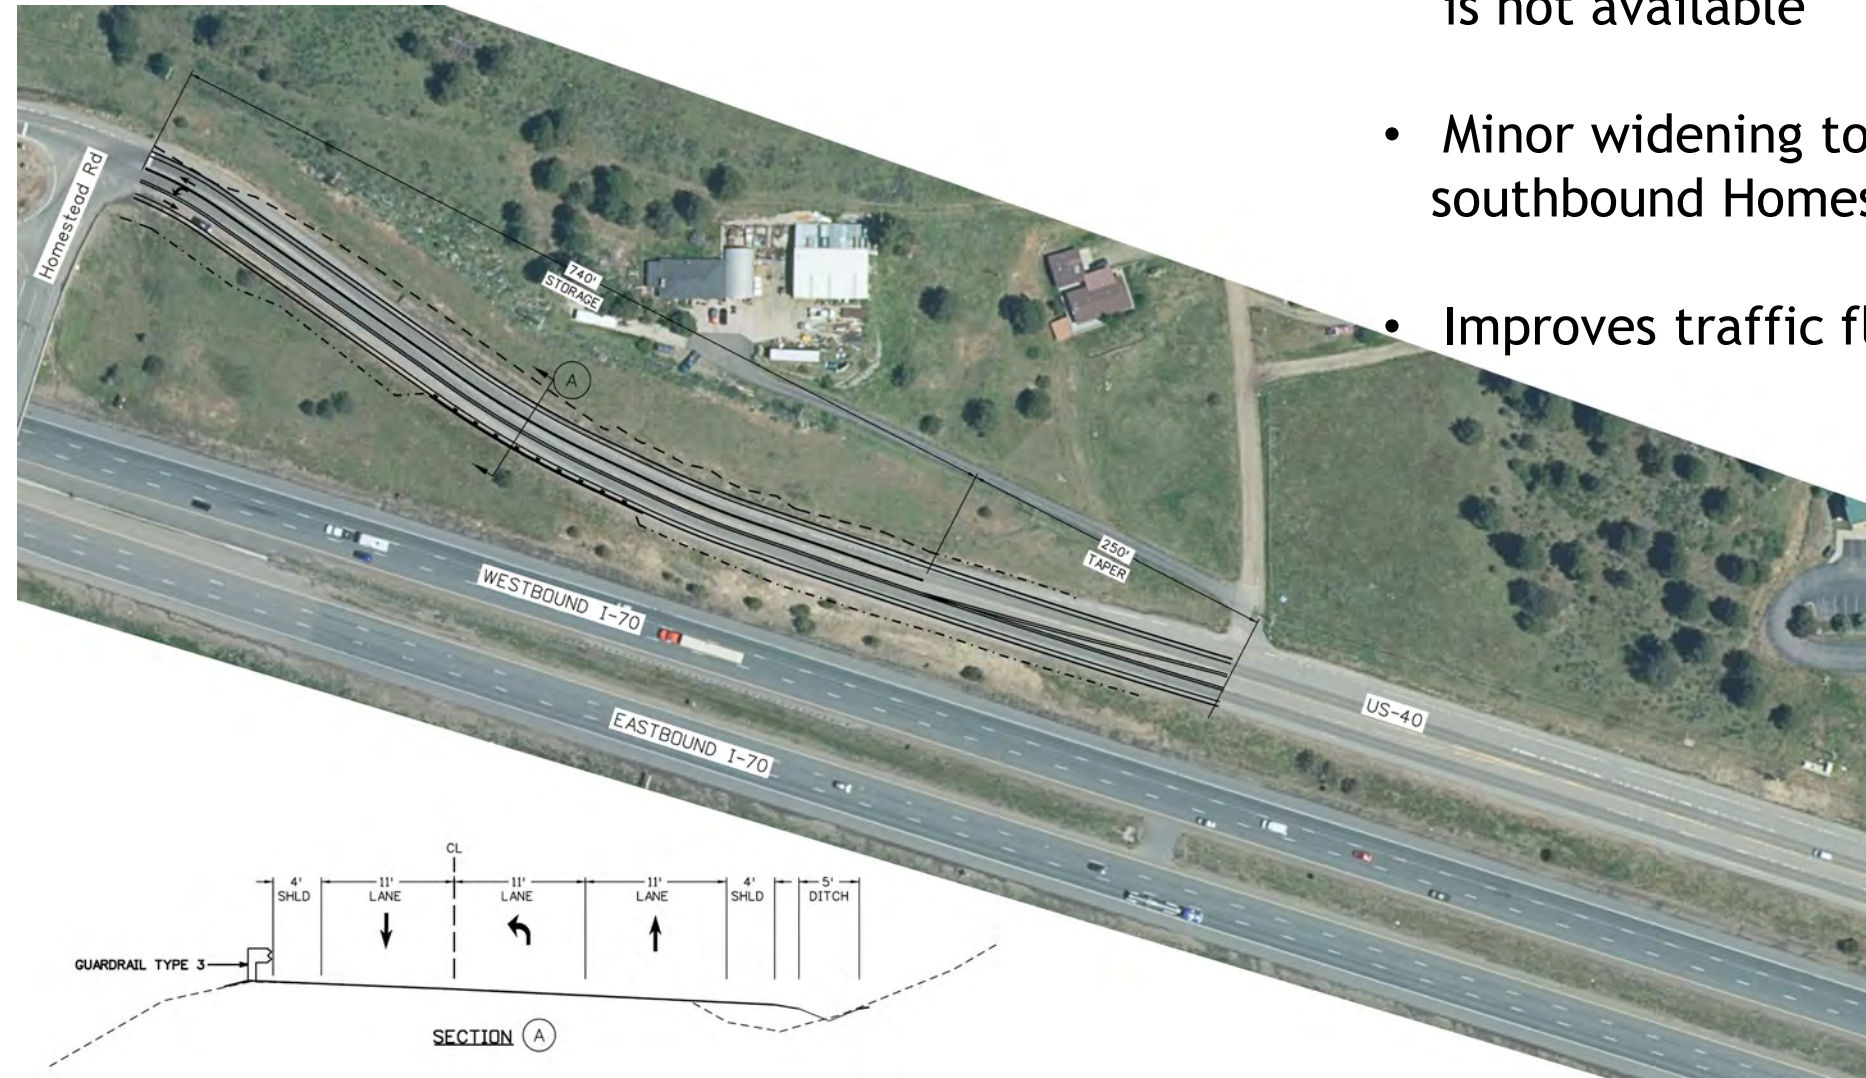 is not available
• Minor widening to
southbound Homes
• Improves traffic fl
Homestead Rd
740'
STORAGE
A
250'
TAPER
WESTBOUND I-70
EASTBOUND I-70
US-40
CL
4' 11' 11' 11' 4' 5'
SHLD LANE LANE LANE SHLD DITCH
GUARDRAIL TYPE 3
SECTION A